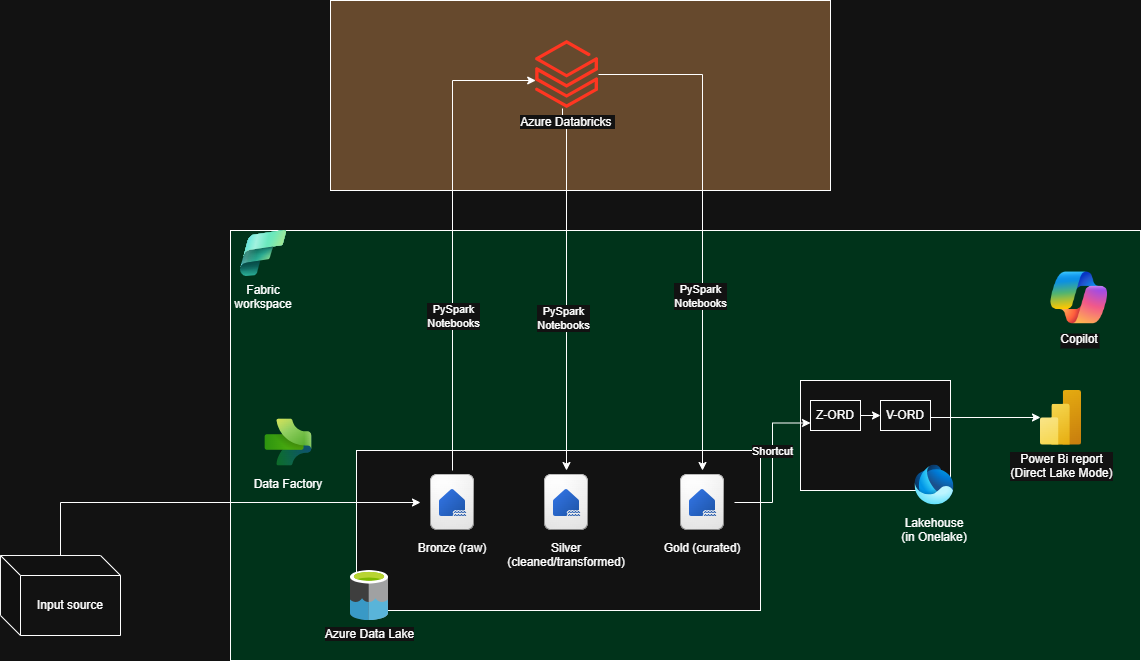 Azure Databricks
Fabric
workspace
PySpark
Notebooks
PySpark
Notebooks
PySpark
Notebooks
Copilot
Z-ORD
V-ORD
Shortcut
Power Bi report
(Direct Lake Mode)
Data Factory
Lakehouse
(in Onelake)
Bronze (raw)
Silver
(cleaned/transformed)
Gold (curated)
Input source
Azure Data Lake